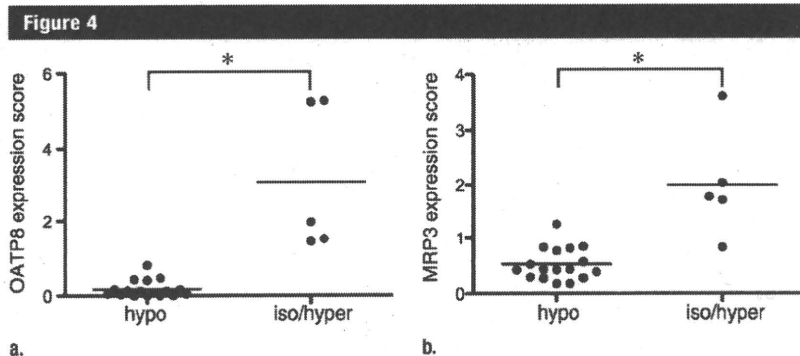 Figure 4
*
6
4
2
0
OATP8 expression score
hypo
iso/hyper
a.
*
4
3
2
1
0
MRP3 expression score
hypo
iso/hyper
b.